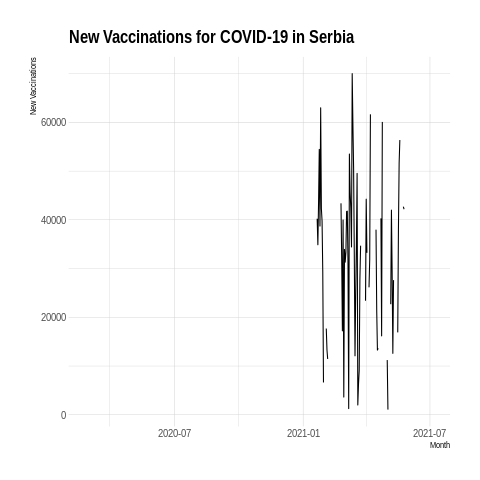 New Vaccinations for COVID-19 in Serbia
New Vaccinations
60000
40000
20000
0
2020-07
2021-01
2021-07
Month